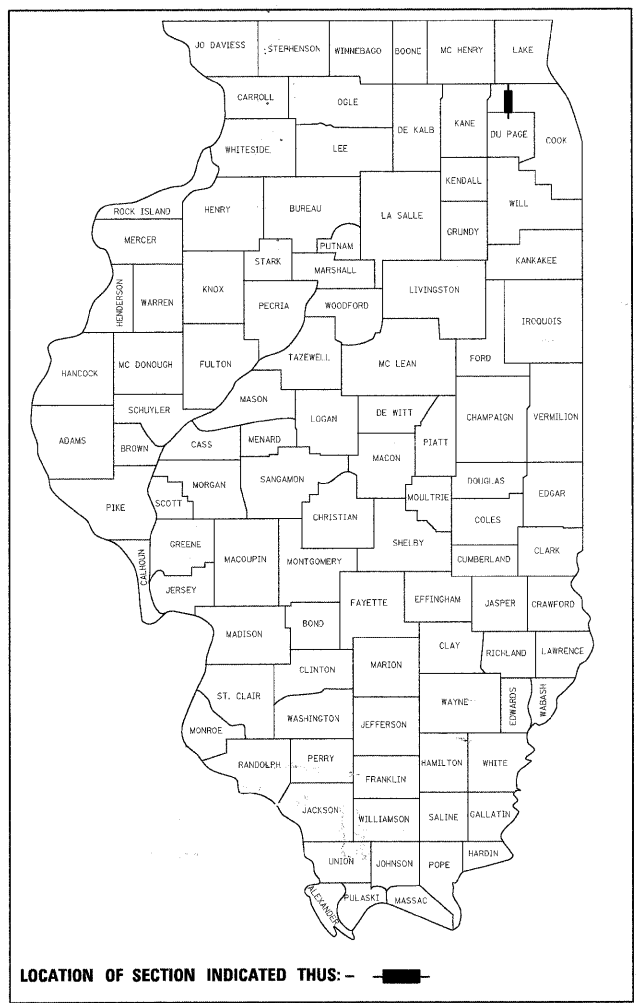 JO DAVIESS
STEPHENSON
WINNEBAGO
BOONE
MC HENRY
LAKE
CARROLL
OGLE
DE KALB
KANE
DU PAGE
COOK
WHITESIDE
LEE
KENDALL
WILL
ROCK ISLAND
HENRY
BUREAU
LA SALLE
GRUNDY
MERCER
PUTNAM
KANKAKEE
STARK
MARSHALL
HENDERSON
WARREN
KNOX
PECRIA
WOODFORD
LIVINGSTON
IROQUOIS
HANCOCK
MC DONOUGH
FULTON
TAZEWELL
MC LEAN
FORD
MASON
SCHUYLER
LOGAN
DE WITT
CHAMPAIGN
VERMILION
ADAMS
BROWN
CASS
MENARD
PIATT
MACON
SANGAMON
MORGAN
DOUGLAS
EDGAR
PIKE
SCOTT
MOULTRIE
CHRISTIAN
COLES
GREENE
MACOUPIN
SHELBY
CLARK
CALHOUN
MONTGOMERY
CUMBERLAND
JERSEY
FAYETTE
EFFINGHAM
JASPER
CRAWFORD
MADISON
BOND
CLAY
RICHLAND
LAWRENCE
CLINTON
MARION
ST. CLAIR
WAYNE
EDWARDS
WABASH
WASHINGTON
JEFFERSON
MONROE
RANDOLPH
PERRY
HAMILTON
WHITE
FRANKLIN
JACKSON
WILLIAMSON
SALINE
GALLATIN
UNION
JOHNSON
POPE
HARDIN
ALEXANDER
PULASKI
MASSAC
LOCATION OF SECTION INDICATED THUS: –